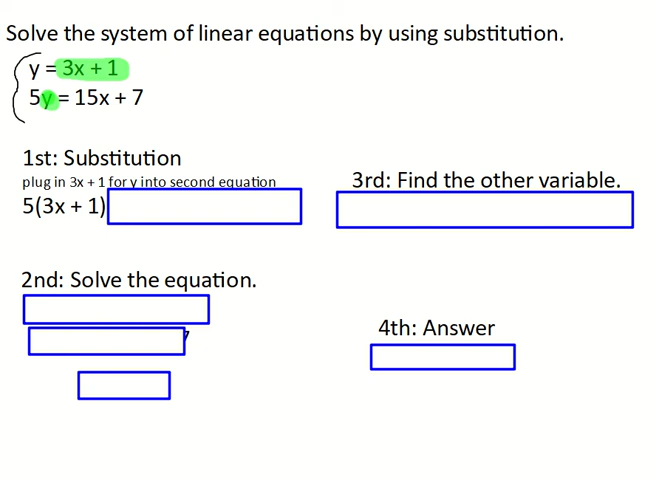 Solve the system of linear equations by using substitution.
y = 3x + 1
5y = 15x + 7
1st: Substitution
plug in 3x + 1 for y into second equation
5(3x + 1)
2nd: Solve the equation.
3rd: Find the other variable.
4th: Answer